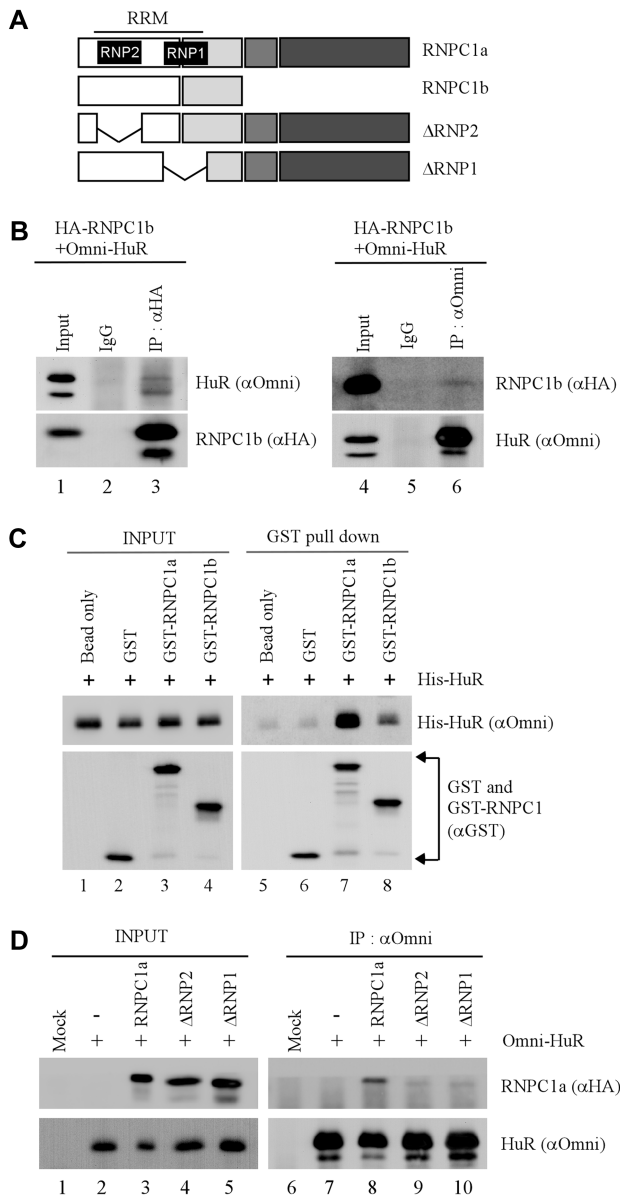 A
RRM
RNP2 RNP1 RNPC1a
RNPC1b
ΔRNP2
ΔRNP1
B
HA-RNPC1b
+Omni-HuR
Input IgG IP : αHA
HuR (αOmni)
RNPC1b (αHA)
1 2 3
HA-RNPC1b
+Omni-HuR
Input IgG IP : αOmni
RNPC1b (αHA)
HuR (αOmni)
4 5 6
C
INPUT GST pull down
Bead only GST GST-RNPC1a GST-RNPC1b Bead only GST GST-RNPC1a GST-RNPC1b
+ + + + + + + + His-HuR
His-HuR (αOmni)
GST and
GST-RNPC1
(αGST)
1 2 3 4 5 6 7 8
D
INPUT IP : αOmni
Mock - RNPC1a ΔRNP2 ΔRNP1 Mock - RNPC1a ΔRNP2 ΔRNP1
+ + + + + + + + Omni-HuR
RNPC1a (αHA)
HuR (αOmni)
1 2 3 4 5 6 7 8 9 10